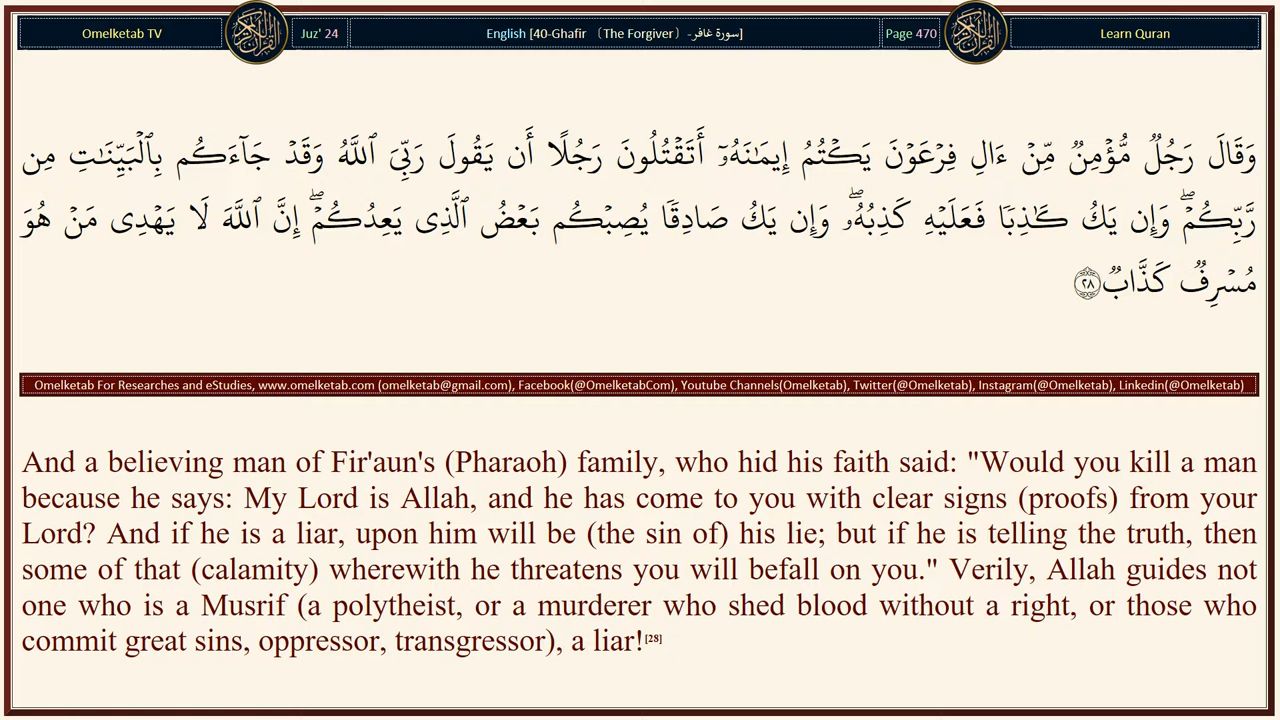 Omelketab TV
Juz' 24
English [40-Ghafir (The Forgiver) -سورة غافر]
Page 470
Learn Quran
وَقَالَ رَجُلٌ مُّؤْمِنٌ مِّنْ ءَالِ فِرْعَوْنَ يَكْتُمُ إِيمَـٰنَهُۥٓ أَتَقْتُلُونَ رَجُلًا أَن يَقُولَ رَبِّىَ ٱللَّهُ وَقَدْ جَآءَكُم بِٱلْبَيِّنَـٰتِ مِن
رَّبِّكُمْ ۖ وَإِن يَكُ كَـٰذِبًا فَعَلَيْهِ كَذِبُهُۥ ۖ وَإِن يَكُ صَادِقًا يُصِبْكُم بَعْضُ ٱلَّذِى يَعِدُكُمْ ۖ إِنَّ ٱللَّهَ لَا يَهْدِى مَنْ هُوَ
مُسْرِفٌ كَذَّابٌ ٢٨
Omelketab For Researches and eStudies, www.omelketab.com (omelketab@gmail.com), Facebook(@OmelketabCom), Youtube Channels(Omelketab), Twitter(@Omelketab), Instagram(@Omelketab), Linkedin(@Omelketab)
And a believing man of Fir'aun's (Pharaoh) family, who hid his faith said: "Would you kill a man
because he says: My Lord is Allah, and he has come to you with clear signs (proofs) from your
Lord? And if he is a liar, upon him will be (the sin of) his lie; but if he is telling the truth, then
some of that (calamity) wherewith he threatens you will befall on you." Verily, Allah guides not
one who is a Musrif (a polytheist, or a murderer who shed blood without a right, or those who
commit great sins, oppressor, transgressor), a liar![28]